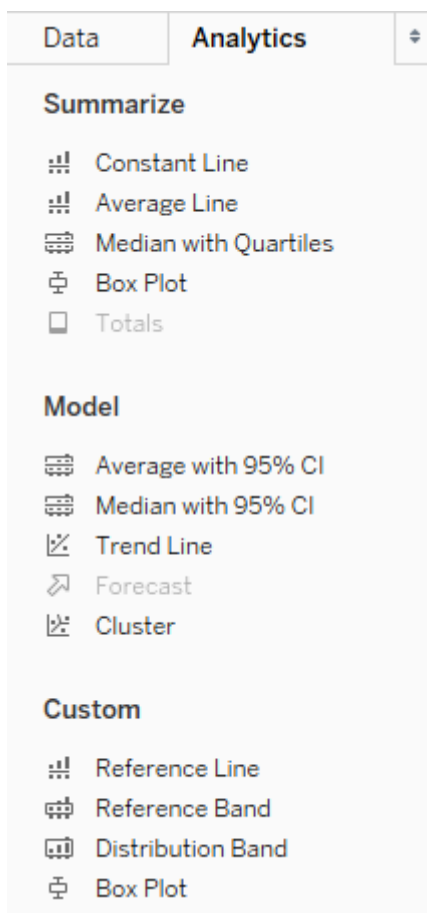 Data Analytics
Summarize
Constant Line
Average Line
Median with Quartiles
Box Plot
Totals
Model
Average with 95% CI
Median with 95% CI
Trend Line
Forecast
Cluster
Custom
Reference Line
Reference Band
Distribution Band
Box Plot